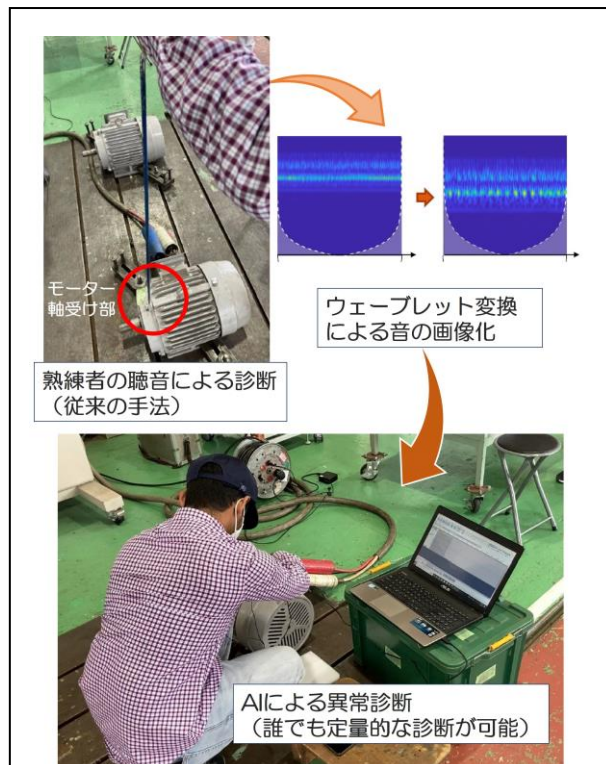 モーター
軸受け部
熟練者の聴音による診断
（従来の手法）
ウェーブレット変換
による音の画像化
AIによる異常診断
（誰でも定量的な診断が可能）